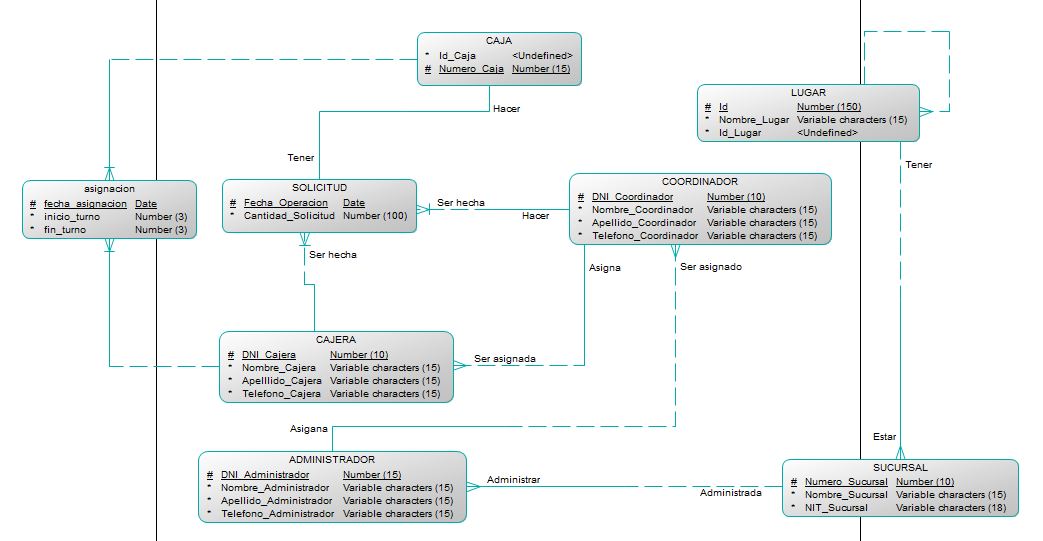 CAJA
* Id_Caja <Undefined>
# Numero_Caja Number (15)
Hacer
LUGAR
# Id Number (150)
* Nombre_Lugar Variable characters (15)
* Id_Lugar <Undefined>
Tener
Tener
asignacion
# fecha_asignacion Date
* inicio_turno Number (3)
* fin_turno Number (3)
SOLICITUD
# Fecha_Operacion Date
* Cantidad_Solicitud Number (100)
Ser hecha
Hacer
COORDINADOR
# DNI_Coordinador Number (10)
* Nombre_Coordinador Variable characters (15)
* Apellido_Coordinador Variable characters (15)
* Telefono_Coordinador Variable characters (15)
Ser hecha
Asigna
Ser asignado
CAJERA
# DNI_Cajera Number (10)
* Nombre_Cajera Variable characters (15)
* Apelllido_Cajera Variable characters (15)
* Telefono_Cajera Variable characters (15)
Ser asignada
Asigana
Estar
ADMINISTRADOR
# DNI_Administrador Number (15)
* Nombre_Administrador Variable characters (15)
* Apellido_Administrador Variable characters (15)
* Telefono_Administrador Variable characters (15)
Administrar
Administrada
SUCURSAL
# Numero_Sucursal Number (10)
* Nombre_Sucursal Variable characters (15)
* NIT_Sucursal Variable characters (18)